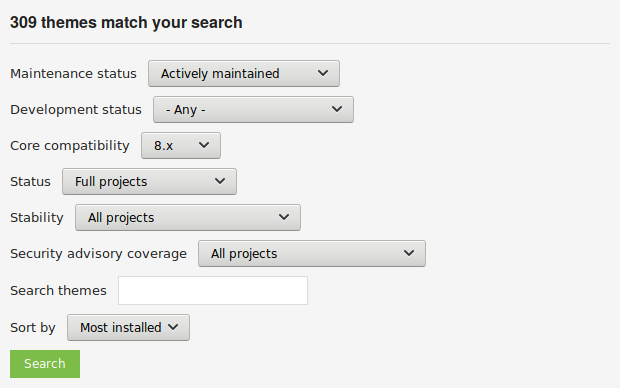 309 themes match your search
Maintenance status Actively maintained
Development status - Any -
Core compatibility 8.x
Status Full projects
Stability All projects
Security advisory coverage All projects
Search themes
Sort by Most installed
Search